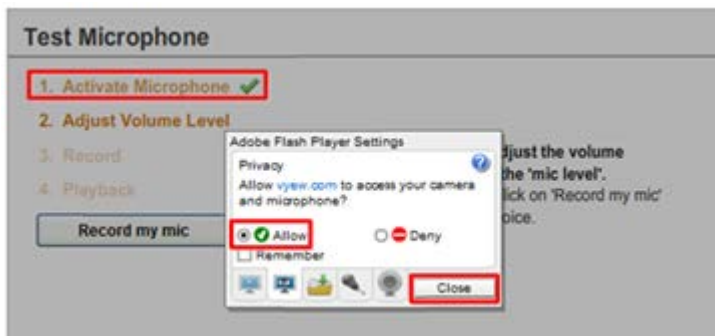 Test Microphone
1. Activate Microphone
2. Adjust Volume Level
3. Record
4. Playback
Record my mic
Adobe Flash Player Settings
Privacy
Allow vyew.com to access your camera
and microphone?
Allow
Deny
Remember
Close
djust the volume
the 'mic level'.
lick on 'Record my mic'
oice.